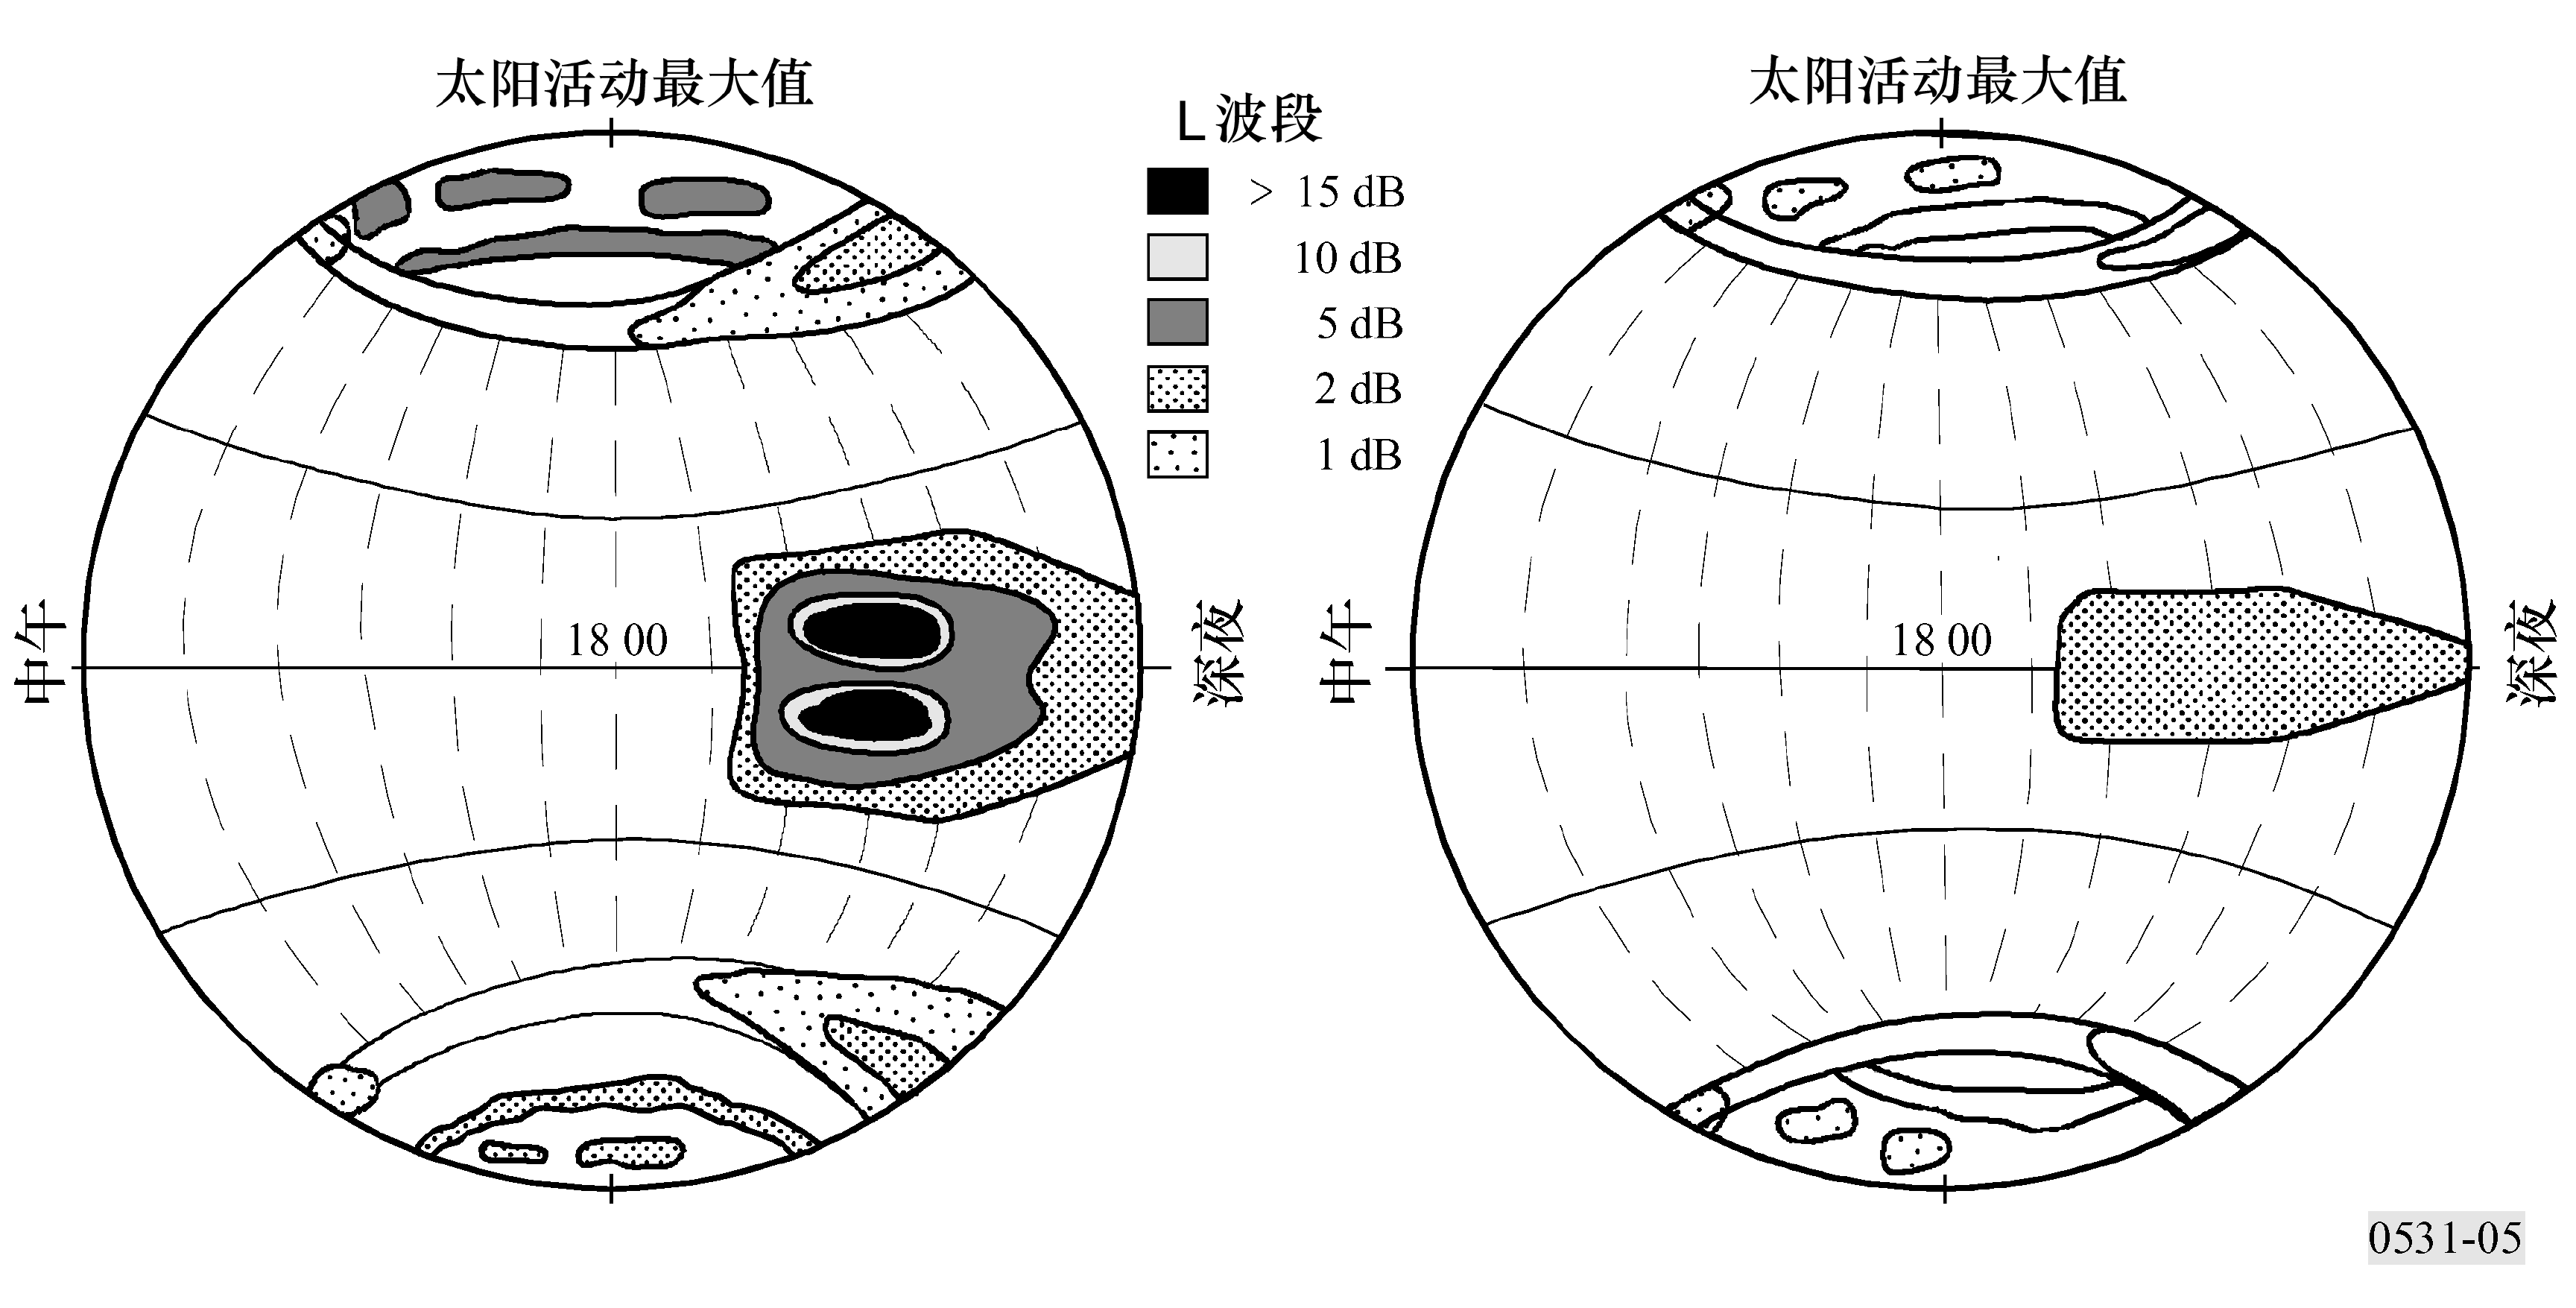 太阳活动最大值
L 波段
> 15 dB
10 dB
5 dB
2 dB
1 dB
太阳活动最大值
中午
18 00
深夜
中午
18 00
深夜
0531-05